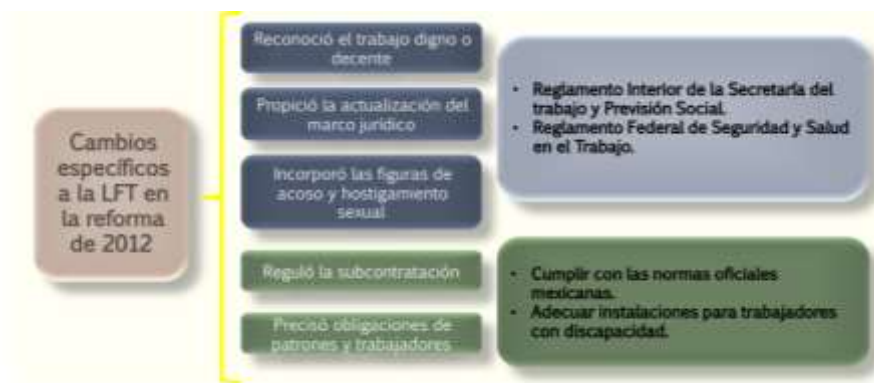 Cambios
específicos
a la LFT en
la reforma
de 2012
Reconoció el trabajo digno o
decente
Propició la actualización del
marco jurídico
Incorporó las figuras de
acoso y hostigamiento
sexual
Reguló la subcontratación
Precisó obligaciones de
patrones y trabajadores
• Reglamento Interior de la Secretaría del
trabajo y Previsión Social.
• Reglamento Federal de Seguridad y Salud
en el Trabajo.
• Cumplir con las normas oficiales
mexicanas.
• Adecuar instalaciones para trabajadores
con discapacidad.